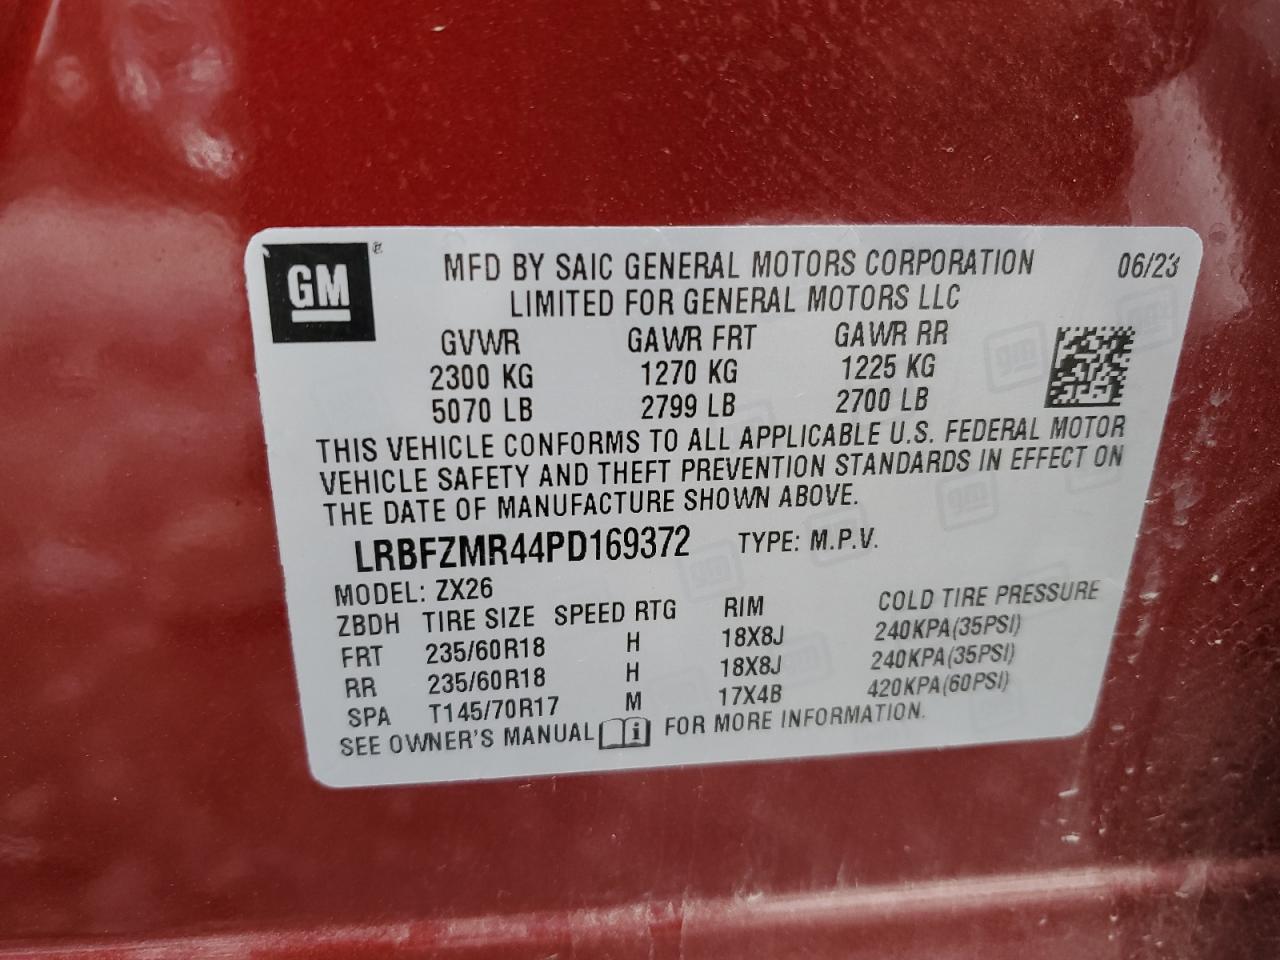 GM ®
MFD BY SAIC GENERAL MOTORS CORPORATION 06/23
LIMITED FOR GENERAL MOTORS LLC
GVWR GAWR FRT GAWR RR
2300 KG 1270 KG 1225 KG
5070 LB 2799 LB 2700 LB
THIS VEHICLE CONFORMS TO ALL APPLICABLE U.S. FEDERAL MOTOR
VEHICLE SAFETY AND THEFT PREVENTION STANDARDS IN EFFECT ON
THE DATE OF MANUFACTURE SHOWN ABOVE.
LRBFZMR44PD169372 TYPE: M.P.V.
MODEL: ZX26
ZBDH TIRE SIZE SPEED RTG RIM COLD TIRE PRESSURE
FRT 235/60R18 H 18X8J 240KPA(35PSI)
RR 235/60R18 H 18X8J 240KPA(35PSI)
SPA T145/70R17 M 17X4B 420KPA(60PSI)
SEE OWNER'S MANUAL i FOR MORE INFORMATION.